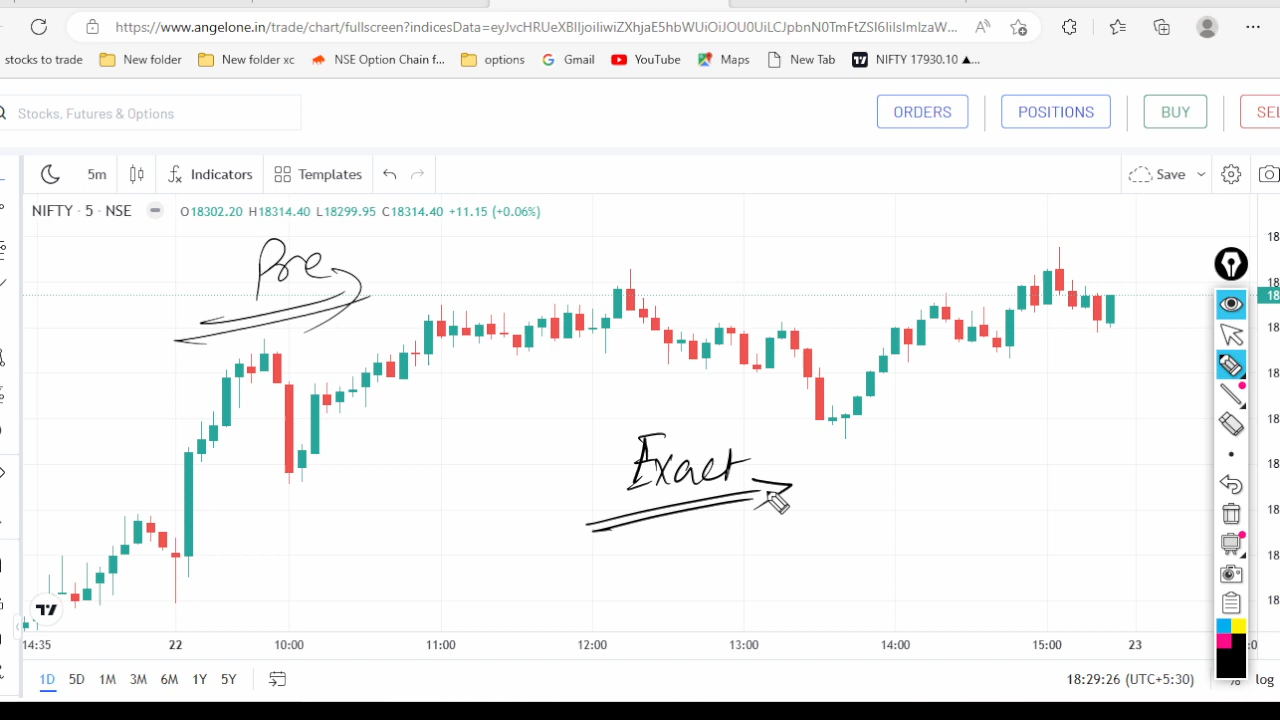 https://www.angelone.in/trade/chart/fullscreen?indicesData=eyJvcHRUeXBlIjoiliwiZXhjaE5hbWUiOiJOU0UiLCJpbnN0TmFtZSI6IiIsImlzaW...
stocks to trade New folder New folder xc NSE Option Chain f... options Gmail YouTube Maps New Tab NIFTY 17930.10 ▲...
Stocks, Futures & Options ORDERS POSITIONS BUY SEL
5m Indicators Templates Save
NIFTY · 5 · NSE O18302.20 H18314.40 L18299.95 C18314.40 +11.15 (+0.06%)
Pre
Exact
14:35 22 10:00 11:00 12:00 13:00 14:00 15:00 23
1D 5D 1M 3M 6M 1Y 5Y 18:29:26 (UTC+5:30) % log